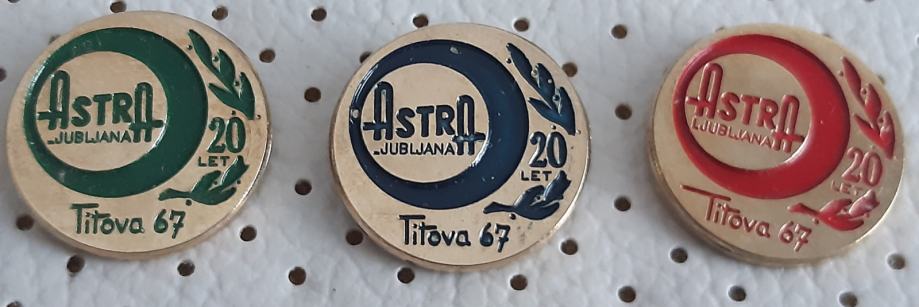 ASTRA
LJUBLJANA
20
LET
Titova 67
ASTRA
LJUBLJANA
20
LET
Titova 67
ASTRA
LJUBLJANA
20
LET
Titova 67